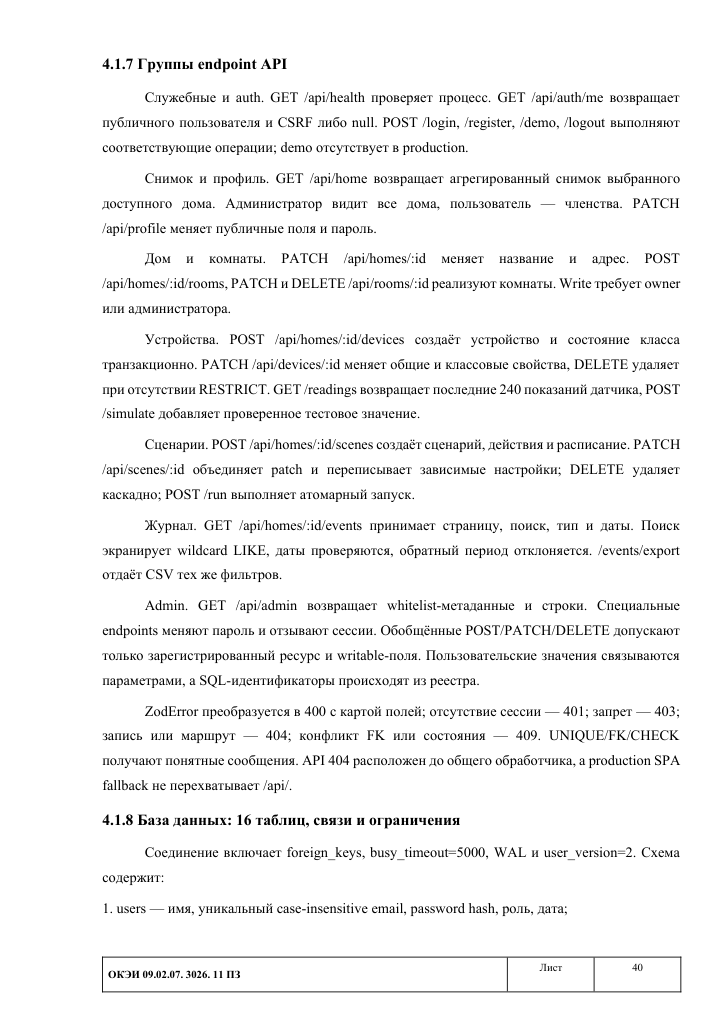 4.1.7 Группы endpoint API
Служебные и auth. GET /api/health проверяет процесс. GET /api/auth/me возвращает
публичного пользователя и CSRF либо null. POST /login, /register, /demo, /logout выполняют
соответствующие операции; demo отсутствует в production.
Снимок и профиль. GET /api/home возвращает агрегированный снимок выбранного
доступного дома. Администратор видит все дома, пользователь — членства. PATCH
/api/profile меняет публичные поля и пароль.
Дом и комнаты. PATCH /api/homes/:id меняет название и адрес. POST
/api/homes/:id/rooms, PATCH и DELETE /api/rooms/:id реализуют комнаты. Write требует owner
или администратора.
Устройства. POST /api/homes/:id/devices создаёт устройство и состояние класса
транзакционно. PATCH /api/devices/:id меняет общие и классовые свойства, DELETE удаляет
при отсутствии RESTRICT. GET /readings возвращает последние 240 показаний датчика, POST
/simulate добавляет проверенное тестовое значение.
Сценарии. POST /api/homes/:id/scenes создаёт сценарий, действия и расписание. PATCH
/api/scenes/:id объединяет patch и переписывает зависимые настройки; DELETE удаляет
каскадно; POST /run выполняет атомарный запуск.
Журнал. GET /api/homes/:id/events принимает страницу, поиск, тип и даты. Поиск
экранирует wildcard LIKE, даты проверяются, обратный период отклоняется. /events/export
отдаёт CSV тех же фильтров.
Admin. GET /api/admin возвращает whitelist-метаданные и строки. Специальные
endpoints меняют пароль и отзывают сессии. Обобщённые POST/PATCH/DELETE допускают
только зарегистрированный ресурс и writable-поля. Пользовательские значения связываются
параметрами, а SQL-идентификаторы происходят из реестра.
ZodError преобразуется в 400 с картой полей; отсутствие сессии — 401; запрет — 403;
запись или маршрут — 404; конфликт FK или состояния — 409. UNIQUE/FK/CHECK
получают понятные сообщения. API 404 расположен до общего обработчика, а production SPA
fallback не перехватывает /api/.
4.1.8 База данных: 16 таблиц, связи и ограничения
Соединение включает foreign_keys, busy_timeout=5000, WAL и user_version=2. Схема
содержит:
1. users — имя, уникальный case-insensitive email, password hash, роль, дата;
ОКЭИ 09.02.07. 3026. 11 ПЗ
Лист
40